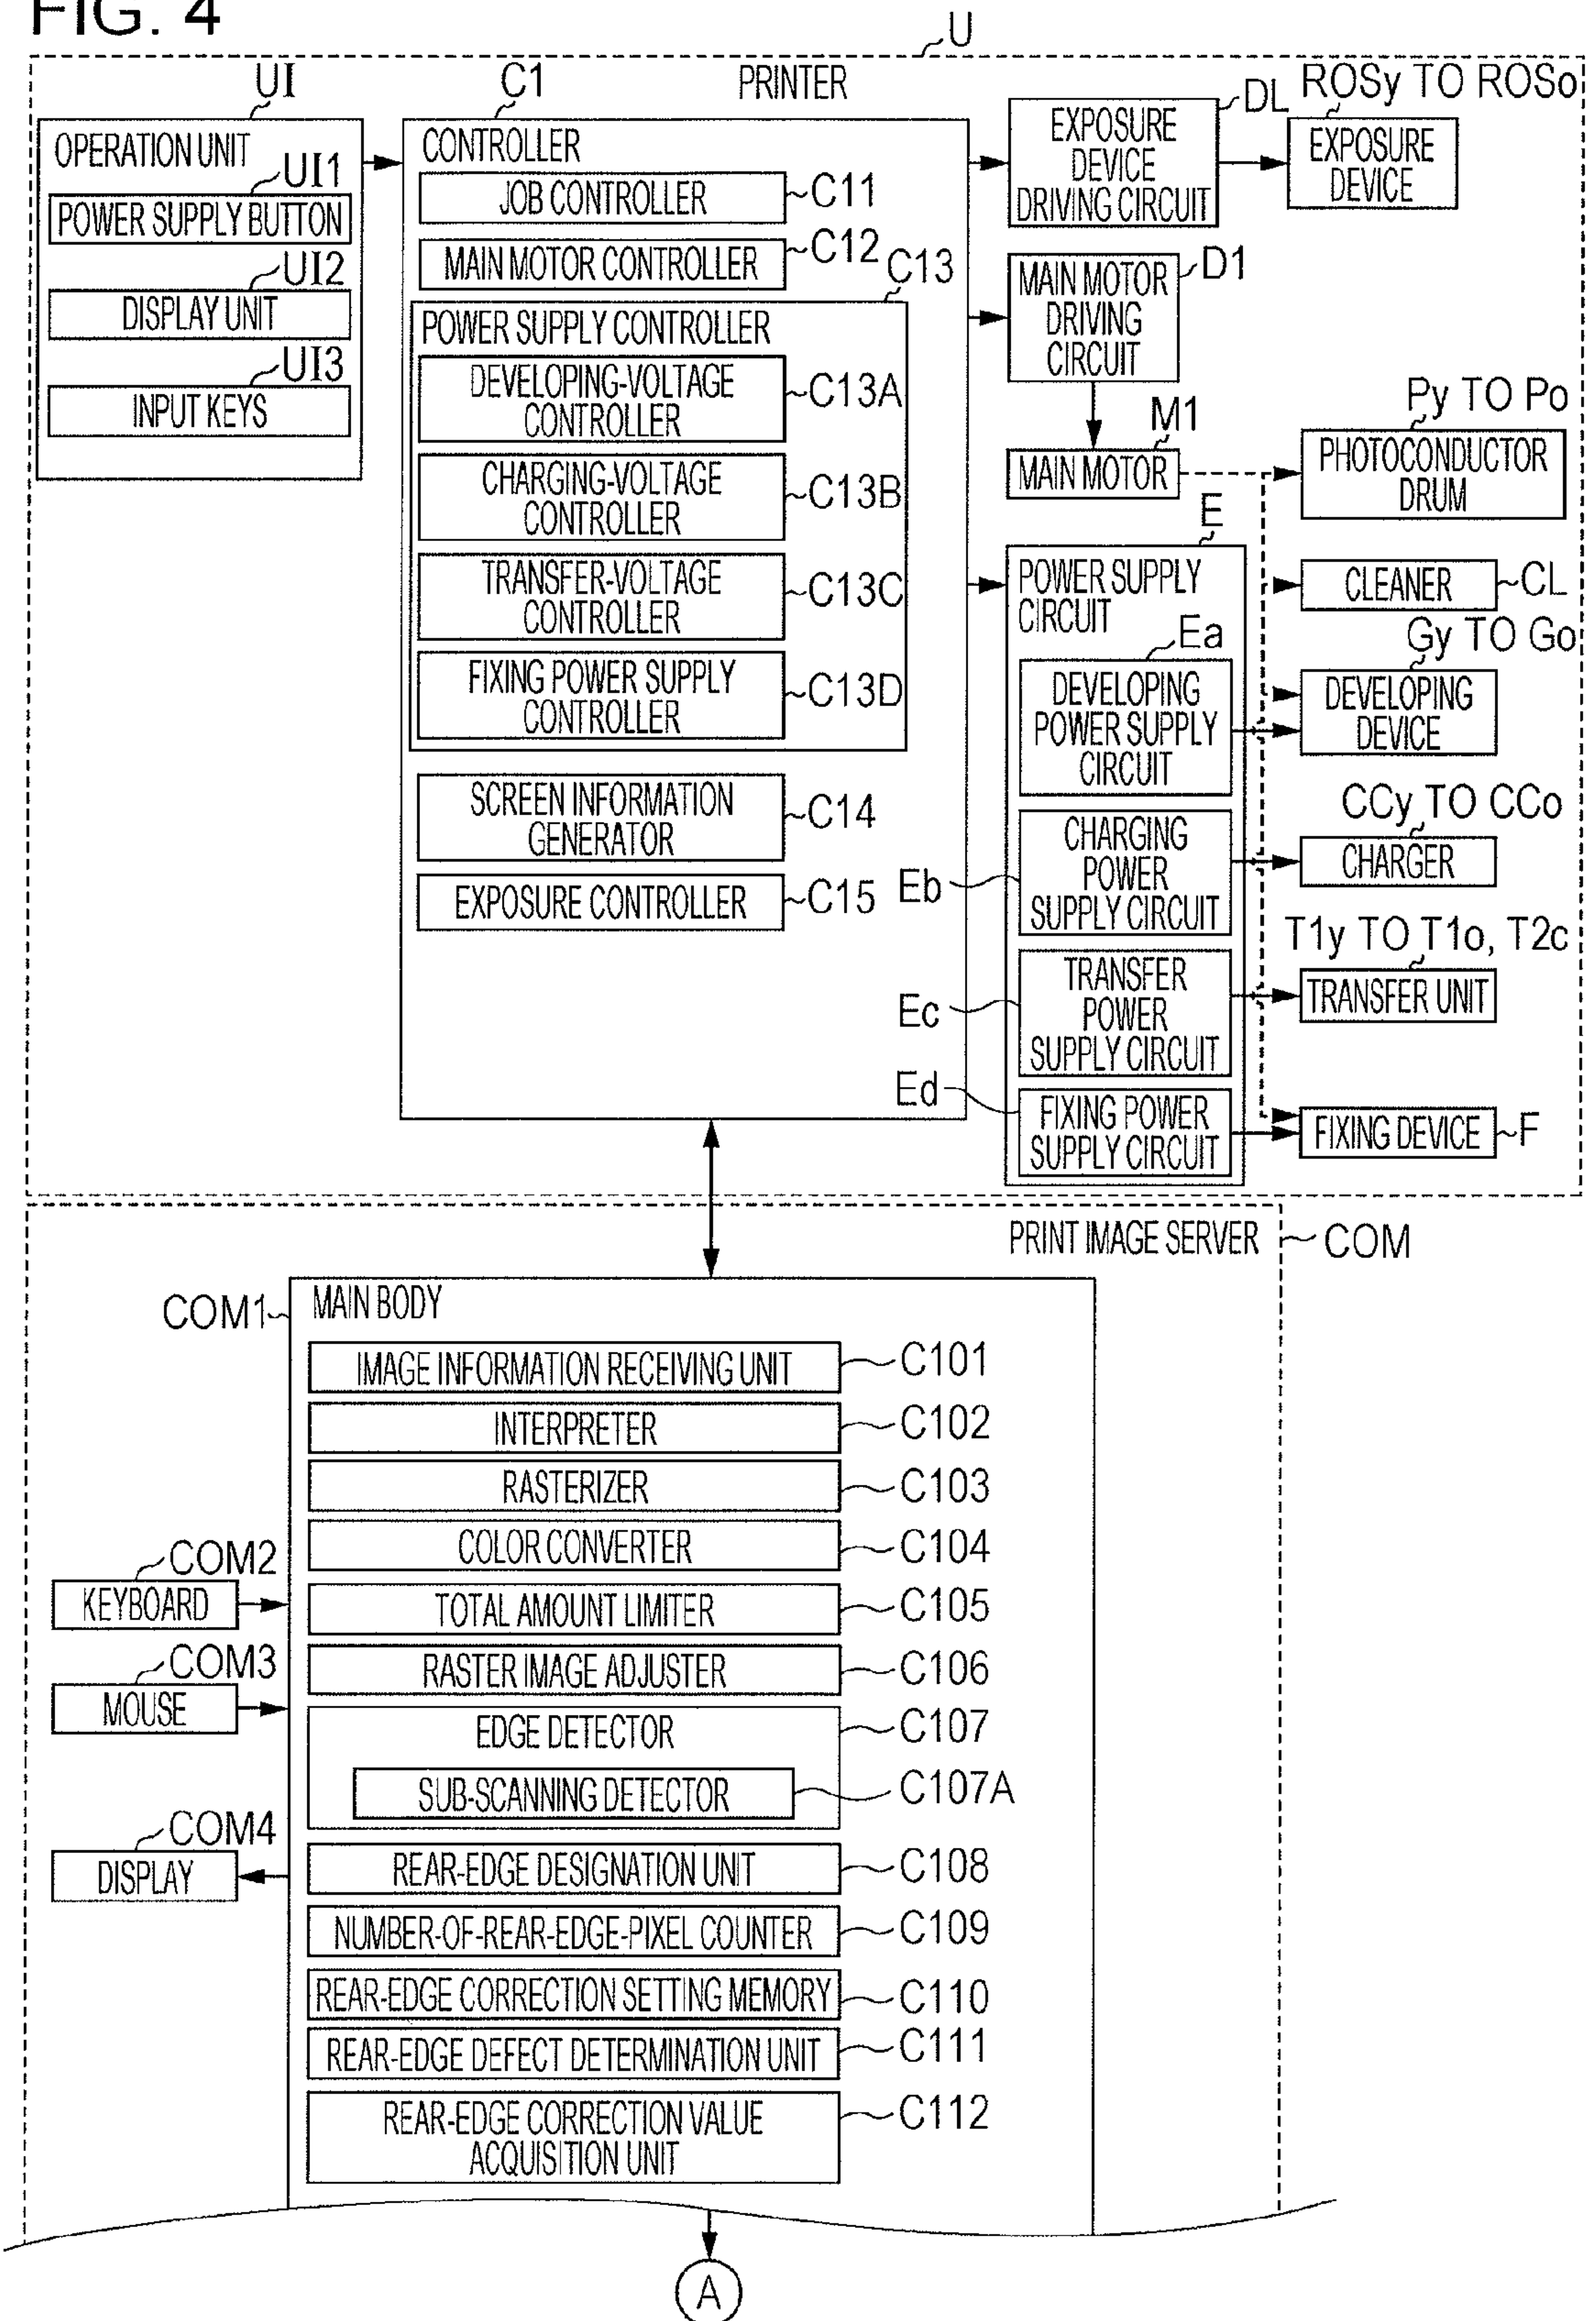 FIG. 4
U
PRINTER
UI
OPERATION UNIT
UI1
POWER SUPPLY BUTTON
UI2
DISPLAY UNIT
UI3
INPUT KEYS
C1
CONTROLLER
JOB CONTROLLER
C11
MAIN MOTOR CONTROLLER
C12
C13
POWER SUPPLY CONTROLLER
DEVELOPING-VOLTAGE
CONTROLLER
C13A
CHARGING-VOLTAGE
CONTROLLER
C13B
TRANSFER-VOLTAGE
CONTROLLER
C13C
FIXING POWER SUPPLY
CONTROLLER
C13D
SCREEN INFORMATION
GENERATOR
C14
EXPOSURE CONTROLLER
C15
DL
EXPOSURE
DEVICE
DRIVING CIRCUIT
ROSy TO ROSo
EXPOSURE
DEVICE
D1
MAIN MOTOR
DRIVING
CIRCUIT
M1
MAIN MOTOR
Py TO Po
PHOTOCONDUCTOR
DRUM
E
POWER SUPPLY
CIRCUIT
CLEANER
CL
Ea
DEVELOPING
POWER SUPPLY
CIRCUIT
Gy TO Go
DEVELOPING
DEVICE
Eb
CHARGING
POWER
SUPPLY CIRCUIT
CCy TO CCo
CHARGER
Ec
TRANSFER
POWER
SUPPLY CIRCUIT
T1y TO T1o, T2c
TRANSFER UNIT
Ed
FIXING POWER
SUPPLY CIRCUIT
FIXING DEVICE
F
PRINT IMAGE SERVER
COM
COM1
MAIN BODY
IMAGE INFORMATION RECEIVING UNIT
C101
INTERPRETER
C102
RASTERIZER
C103
COLOR CONVERTER
C104
COM2
KEYBOARD
TOTAL AMOUNT LIMITER
C105
COM3
MOUSE
RASTER IMAGE ADJUSTER
C106
EDGE DETECTOR
C107
SUB-SCANNING DETECTOR
C107A
COM4
DISPLAY
REAR-EDGE DESIGNATION UNIT
C108
NUMBER-OF-REAR-EDGE-PIXEL COUNTER
C109
REAR-EDGE CORRECTION SETTING MEMORY
C110
REAR-EDGE DEFECT DETERMINATION UNIT
C111
REAR-EDGE CORRECTION VALUE
ACQUISITION UNIT
C112
A